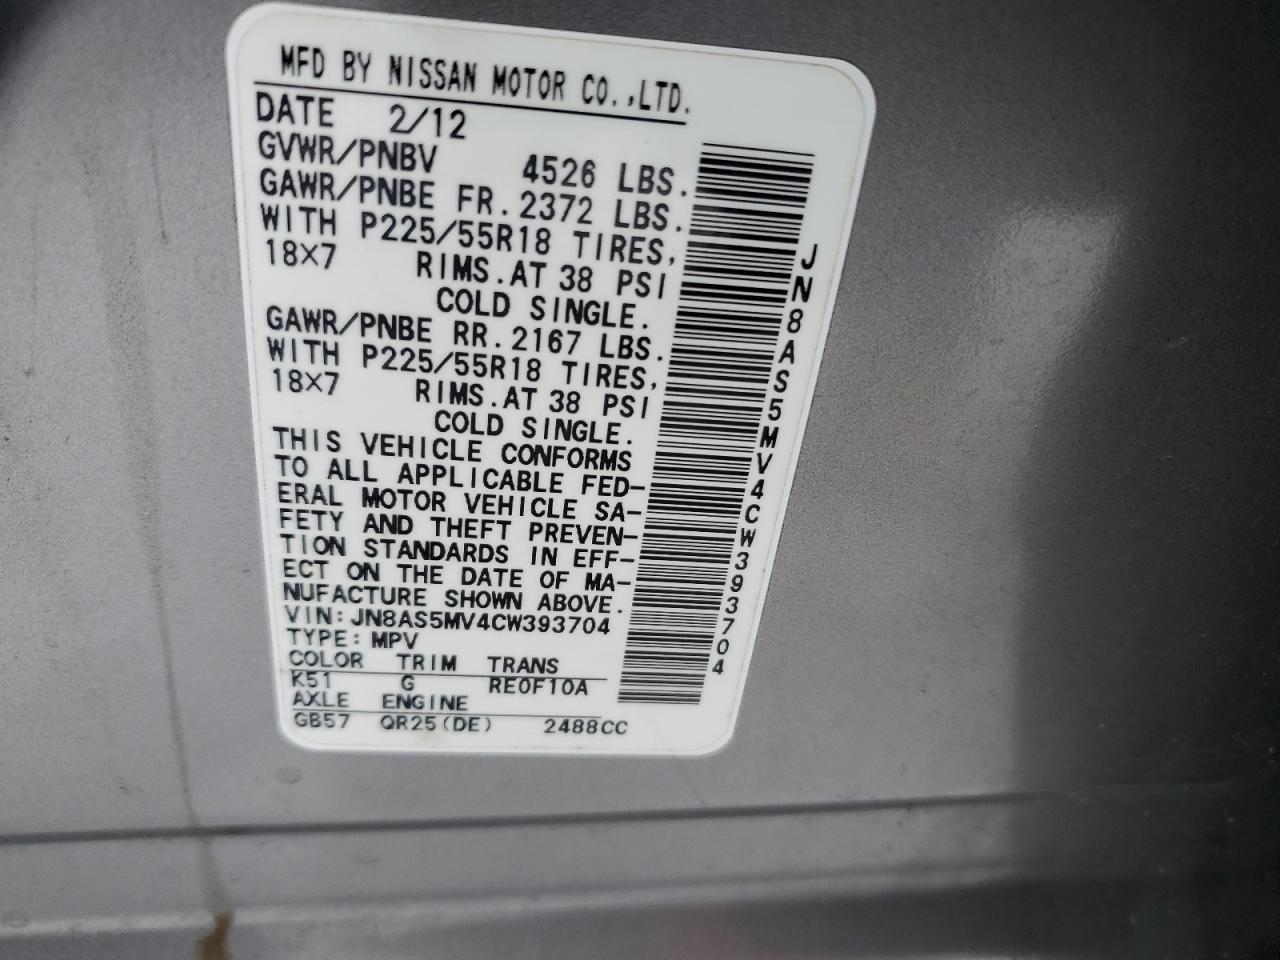 MFD BY NISSAN MOTOR CO.,LTD.
DATE 2/12
GVWR/PNBV 4526 LBS.
GAWR/PNBE FR. 2372 LBS.
WITH P225/55R18 TIRES,
18X7 RIMS. AT 38 PSI
COLD SINGLE.
GAWR/PNBE RR. 2167 LBS.
WITH P225/55R18 TIRES,
18X7 RIMS. AT 38 PSI
COLD SINGLE.
THIS VEHICLE CONFORMS
TO ALL APPLICABLE FED-
ERAL MOTOR VEHICLE SA-
FETY AND THEFT PREVEN-
TION STANDARDS IN EFF-
ECT ON THE DATE OF MA-
NUFACTURE SHOWN ABOVE.
VIN: JN8AS5MV4CW393704
TYPE: MPV
COLOR TRIM TRANS
K51 G RE0F10A
AXLE ENGINE
GB57 QR25(DE) 2488CC
JN8AS5MV4CW393704